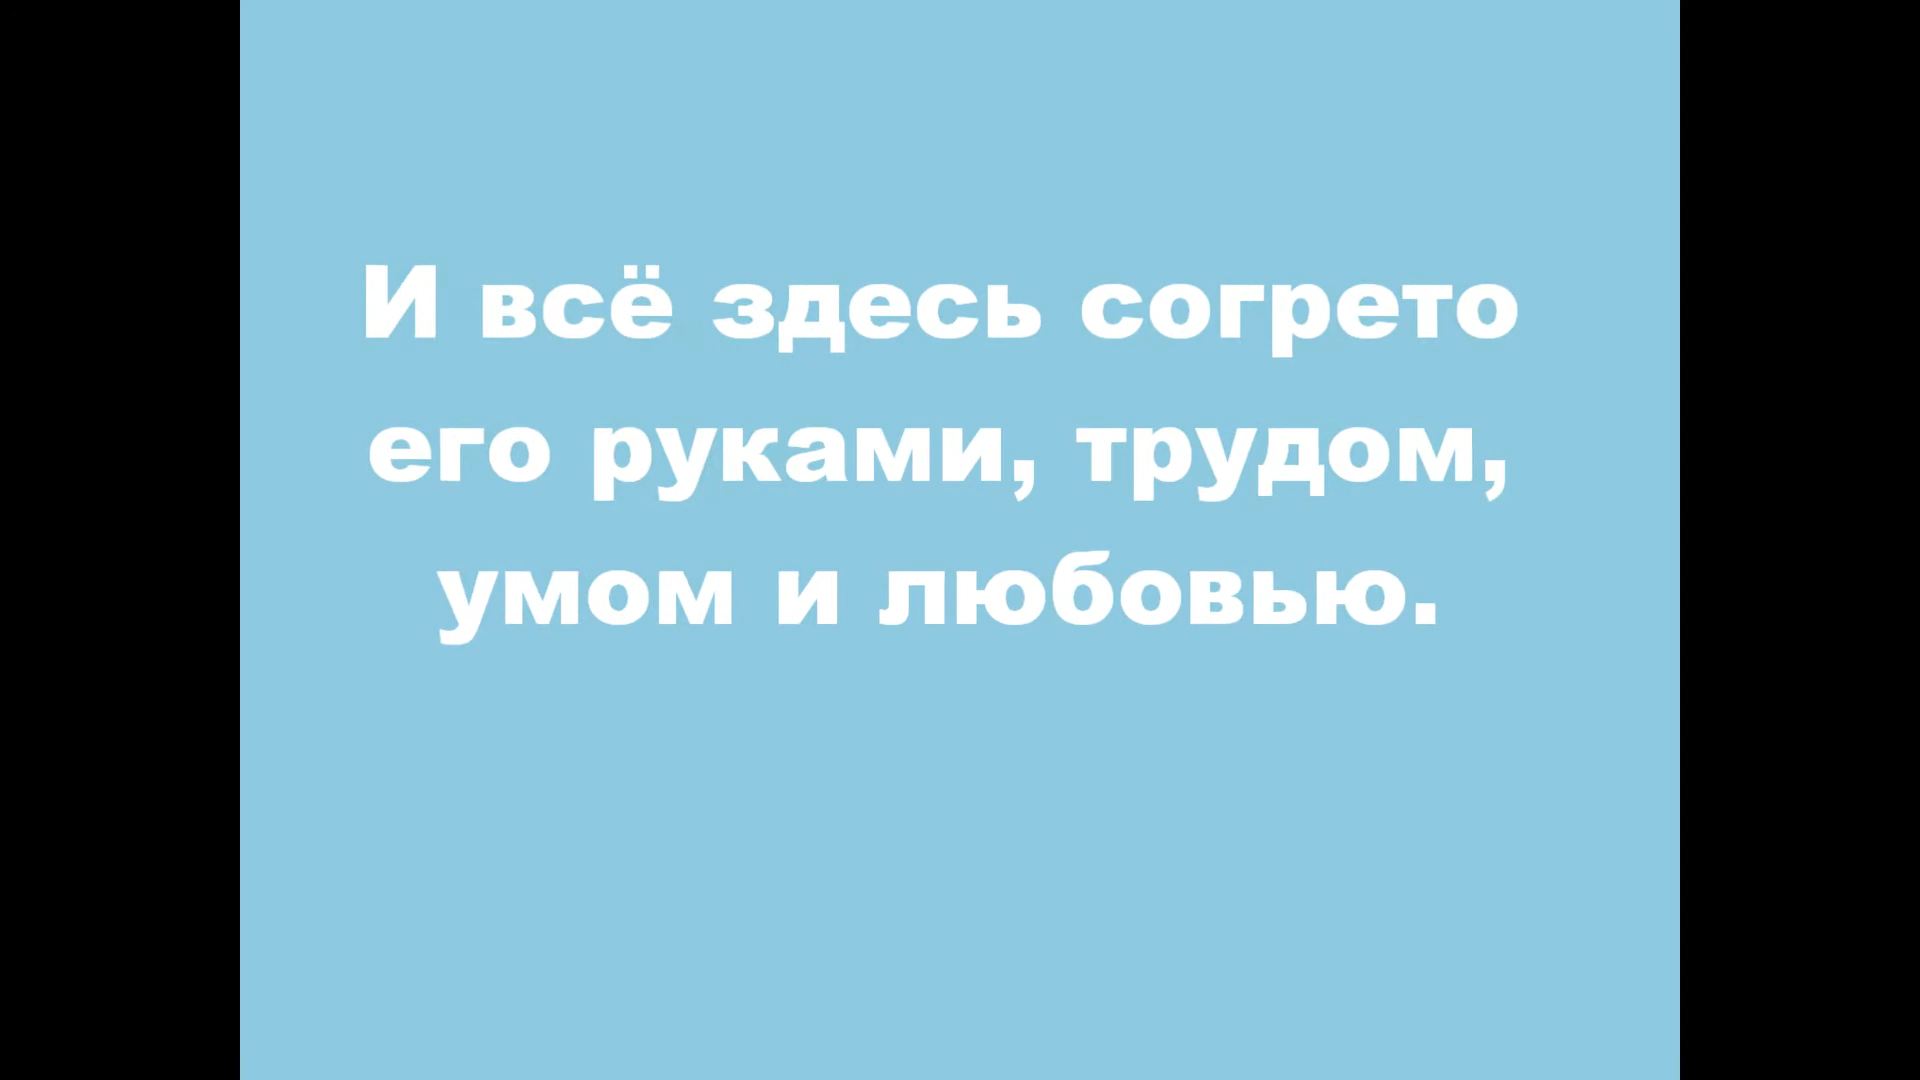 И всё здесь согрето
его руками, трудом,
умом и любовью.